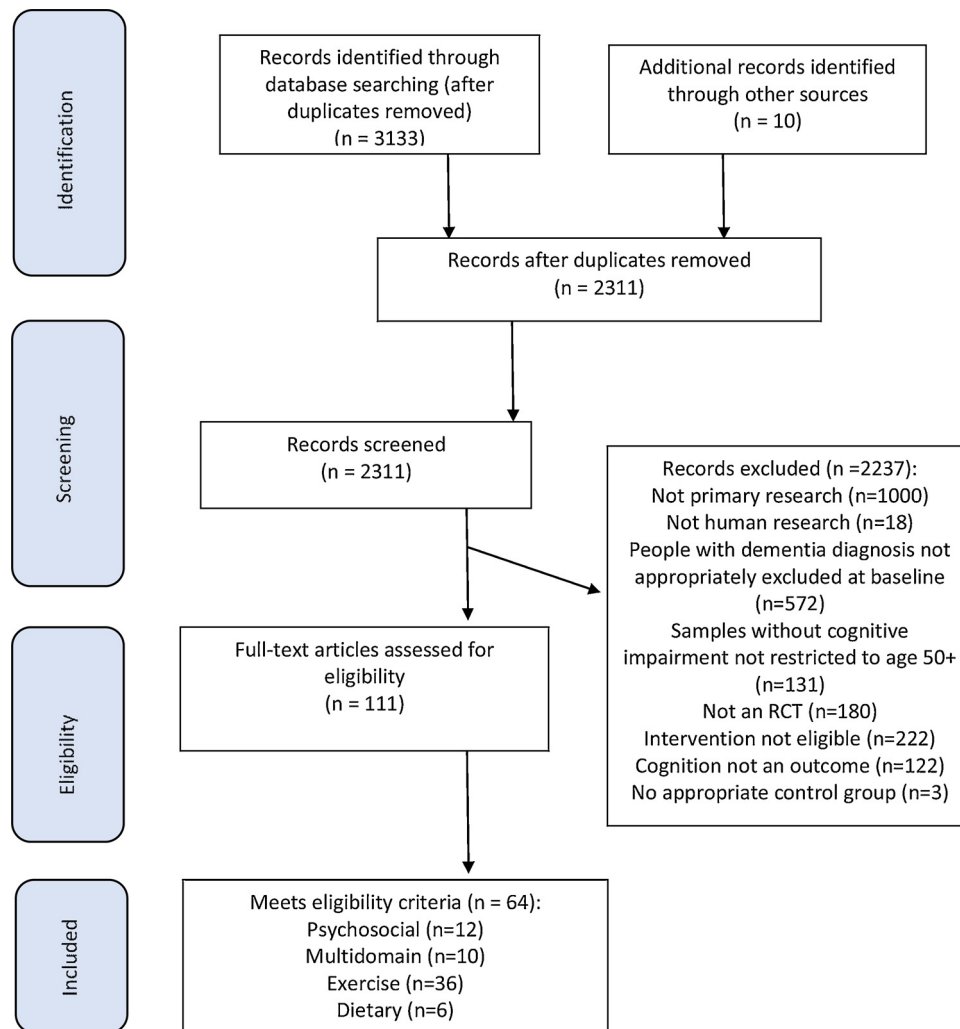 Identification
Records identified through
database searching (after
duplicates removed)
(n = 3133)
Additional records identified
through other sources
(n = 10)
Records after duplicates removed
(n = 2311)
Screening
Records screened
(n = 2311)
Records excluded (n =2237):
Not primary research (n=1000)
Not human research (n=18)
People with dementia diagnosis not
appropriately excluded at baseline
(n=572)
Samples without cognitive
impairment not restricted to age 50+
(n=131)
Not an RCT (n=180)
Intervention not eligible (n=222)
Cognition not an outcome (n=122)
No appropriate control group (n=3)
Eligibility
Full-text articles assessed for
eligibility
(n = 111)
Included
Meets eligibility criteria (n = 64):
Psychosocial (n=12)
Multidomain (n=10)
Exercise (n=36)
Dietary (n=6)